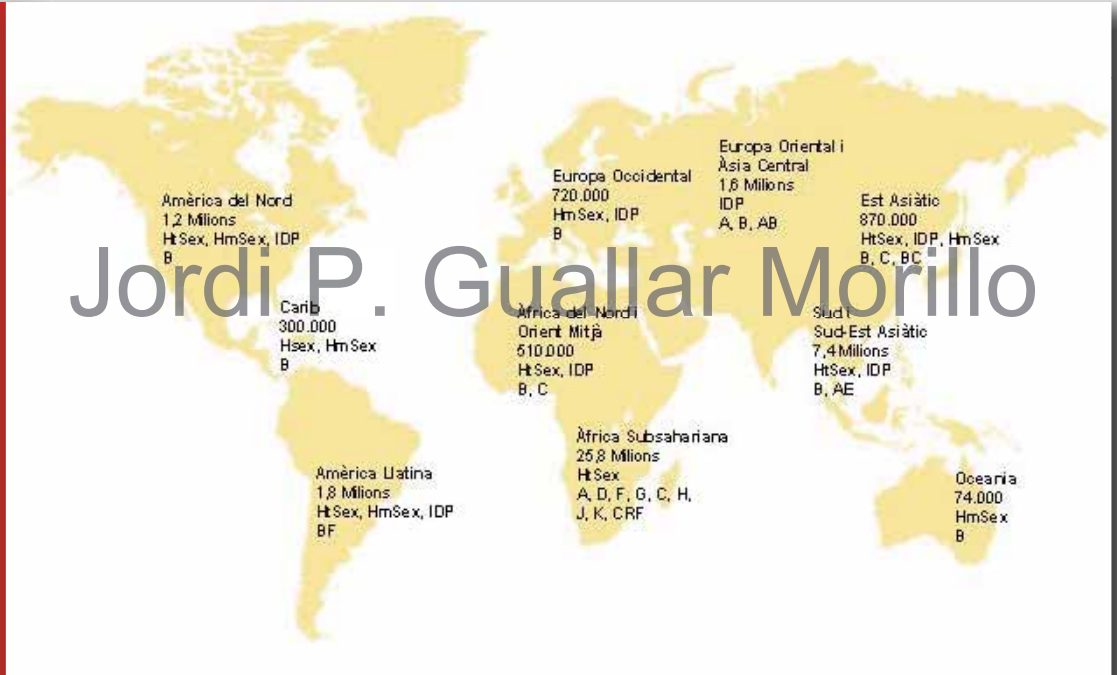 Amèrica del Nord
1,2 Milions
HtSex, HmSex, IDP
B
Europa Occidental
720.000
HmSex, IDP
B
Europa Oriental i
Àsia Central
1,6 Milions
IDP
A, B, AB
Est Asiàtic
870.000
HtSex, IDP, HmSex
B, C, BC
Jordi P. Guallar Morillo
Carib
300.000
Hsex, HmSex
B
Àfrica del Nord i
Orient Mitjà
510.000
HtSex, IDP
B, C
Sud i
Sud-Est Asiàtic
7,4 Milions
HtSex, IDP
B, AE
Àfrica Subsahariana
25,8 Milions
HtSex
A, D, F, G, C, H,
J, K, CRF
Amèrica Llatina
1,8 Milions
HtSex, HmSex, IDP
BF
Oceania
74.000
HmSex
B